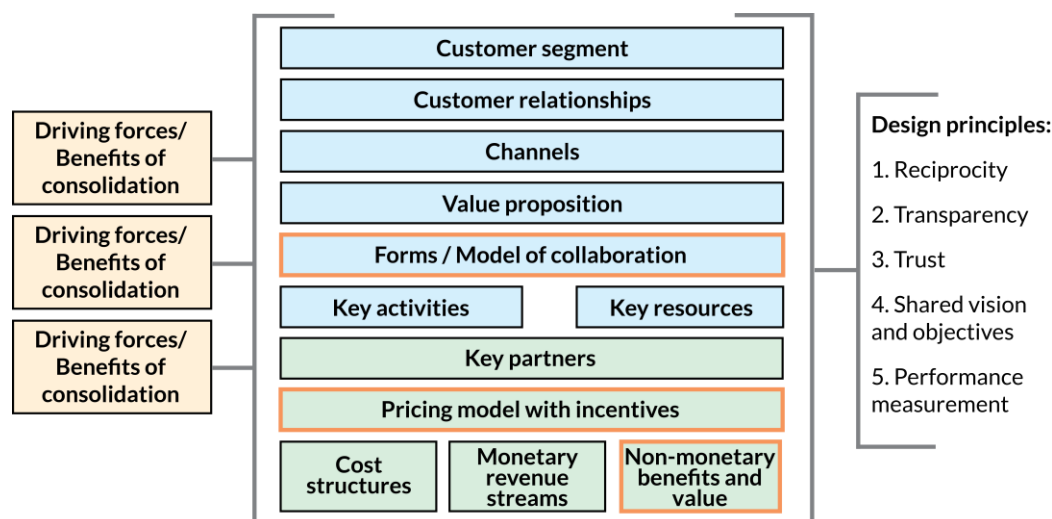 Driving forces/
Benefits of
consolidation
Driving forces/
Benefits of
consolidation
Driving forces/
Benefits of
consolidation
Customer segment
Customer relationships
Channels
Value proposition
Forms / Model of collaboration
Key activities
Key resources
Key partners
Pricing model with incentives
Cost
structures
Monetary
revenue
streams
Non-monetary
benefits and
value
Design principles:
1. Reciprocity
2. Transparency
3. Trust
4. Shared vision
and objectives
5. Performance
measurement